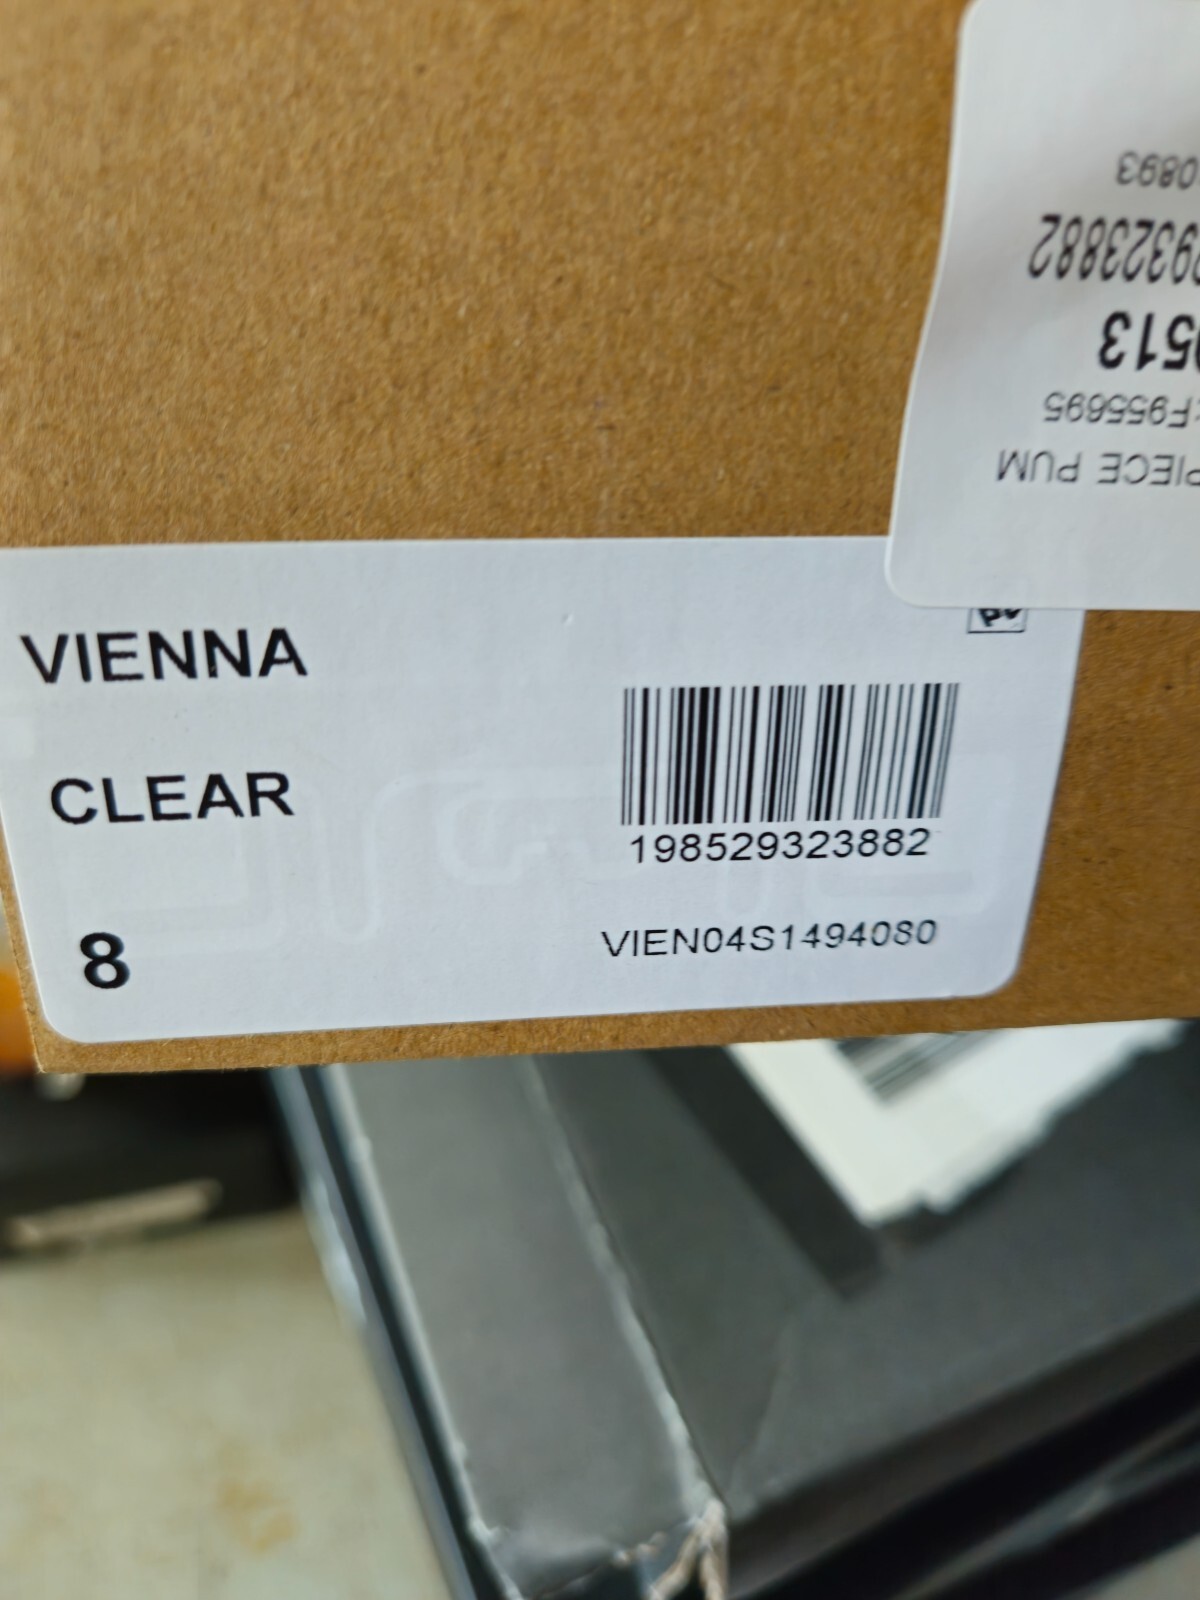 VIENNA
CLEAR
8
198529323882
VIEN04S1494080
PIECE PUM
F955695
513
9323882
0893